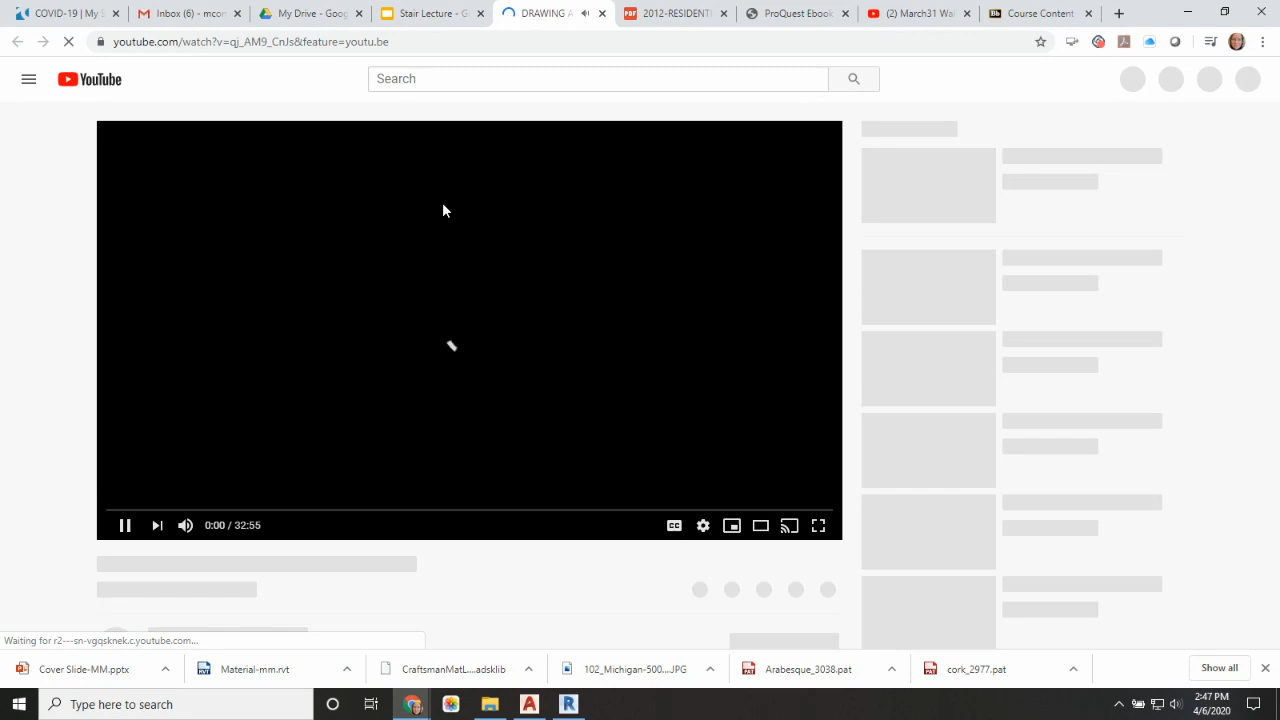 COVID-19 | My S
Inbox (6) - mcom
My Drive - Goog
Stair Lecture - G
DRAWING A
2012-RESIDENTI
ProQuest Ebook
(2) March31 Wal
Course Content
youtube.com/watch?v=qj_AM9_CnJs&feature=youtu.be
YouTube
Search
0:00 / 32:55
CC
Waiting for r2---sn-vgqsknek.c.youtube.com...
Cover Slide-MM.pptx
Material-mm.rvt
CraftsmanMatL....adsklib
102_Michigan-500....JPG
Arabesque_3038.pat
cork_2977.pat
Show all
Type here to search
2:47 PM
4/6/2020